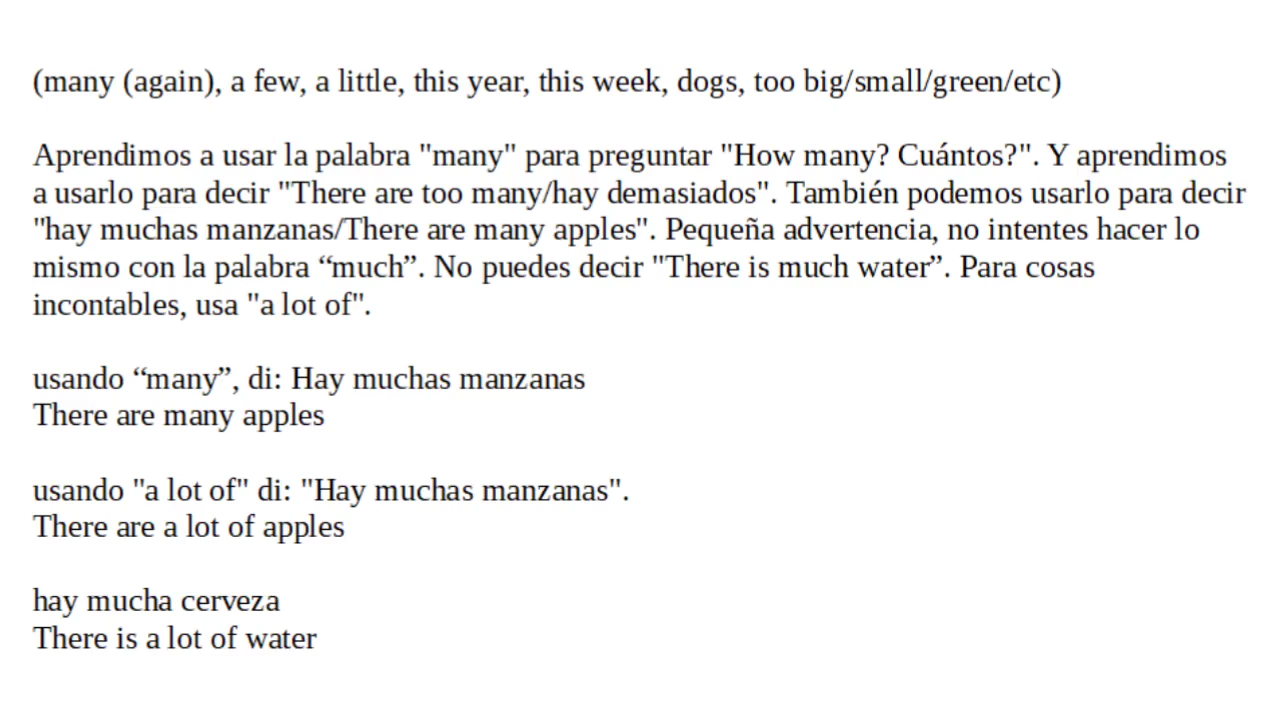 (many (again), a few, a little, this year, this week, dogs, too big/small/green/etc)
Aprendimos a usar la palabra "many" para preguntar "How many? Cuántos?". Y aprendimos
a usarlo para decir "There are too many/hay demasiados". También podemos usarlo para decir
"hay muchas manzanas/There are many apples". Pequeña advertencia, no intentes hacer lo
mismo con la palabra “much”. No puedes decir "There is much water”. Para cosas
incontables, usa "a lot of".
usando “many”, di: Hay muchas manzanas
There are many apples
usando "a lot of" di: "Hay muchas manzanas".
There are a lot of apples
hay mucha cerveza
There is a lot of water